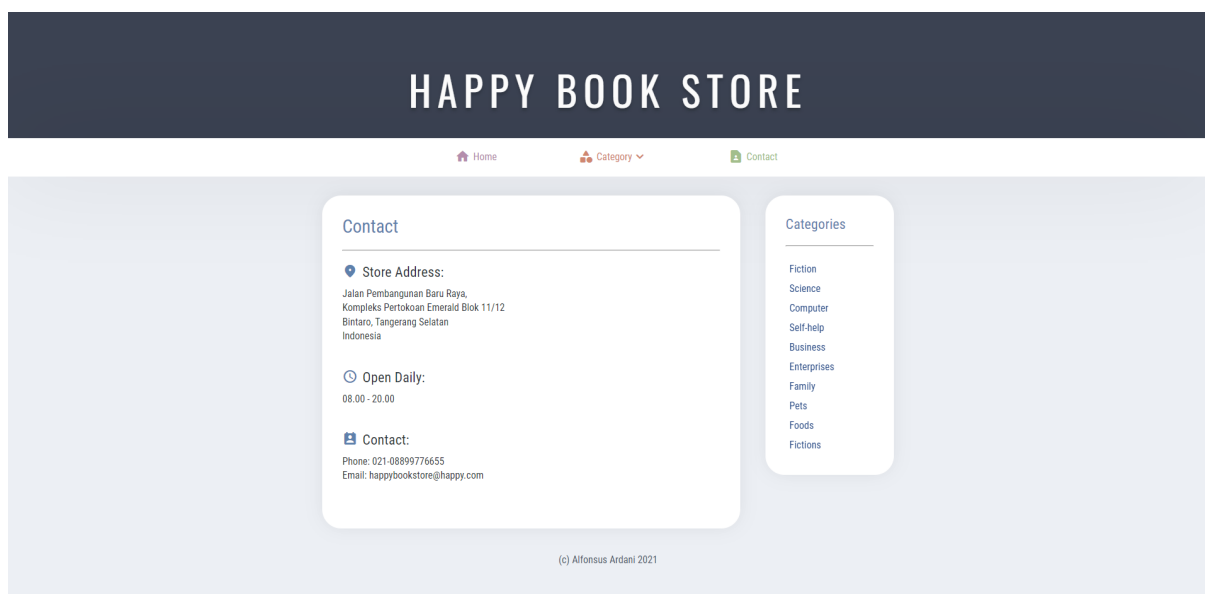 HAPPY BOOK STORE
Home
Category
Contact
Contact
Store Address:
Jalan Pembangunan Baru Raya,
Kompleks Pertokoan Emerald Blok 11/12
Bintaro, Tangerang Selatan
Indonesia
Open Daily:
08.00 - 20.00
Contact:
Phone: 021-08899776655
Email: happybookstore@happy.com
Categories
Fiction
Science
Computer
Self-help
Business
Enterprises
Family
Pets
Foods
Fictions
(c) Alfonsus Ardani 2021